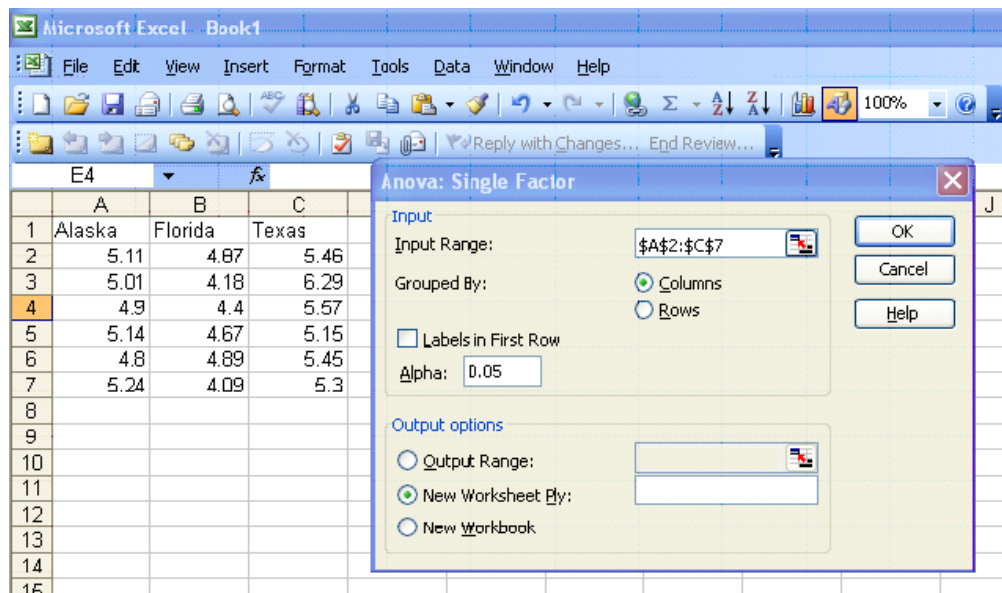 Microsoft Excel - Book1
File Edit View Insert Format Tools Data Window Help
ABC Σ A Z Z A 100% ?
Reply with Changes... End Review...
E4 fx
A B C J
1 Alaska Florida Texas
2 5.11 4.87 5.46
3 5.01 4.18 6.29
4 4.9 4.4 5.57
5 5.14 4.67 5.15
6 4.8 4.89 5.45
7 5.24 4.09 5.3
8
9
10
11
12
13
14
15
Anova: Single Factor
Input
Input Range: $A$2:$C$7
Grouped By: Columns
Rows
Labels in First Row
Alpha: 0.05
Output options
Output Range:
New Worksheet Ply:
New Workbook
OK
Cancel
Help